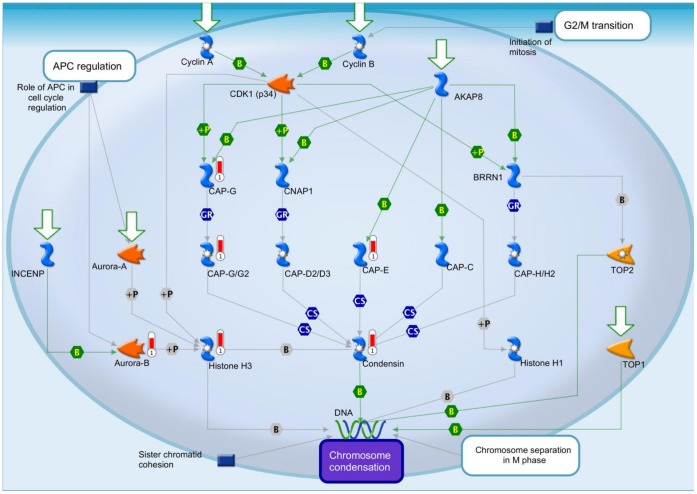 G2/M transition
Cyclin A
Cyclin B
Initiation of
mitosis
B
B
APC regulation
Role of APC in
cell cycle
regulation
CDK1 (p34)
AKAP8
+P
B
+P
B
+P
B
1
CAP-G
CNAP1
BRRN1
GR
GR
B
B
GR
B
INCENP
Aurora-A
1
CAP-G/G2
CAP-D2/D3
1
CAP-E
CAP-C
CAP-H/H2
TOP2
+P
+P
CS
CS
CS
CS
+P
B
1
Aurora-B
+P
1
Histone H3
B
1
Condensin
Histone H1
TOP1
B
DNA
B
B
B
Sister chromatid
cohesion
Chromosome
condensation
Chromosome separation
in M phase